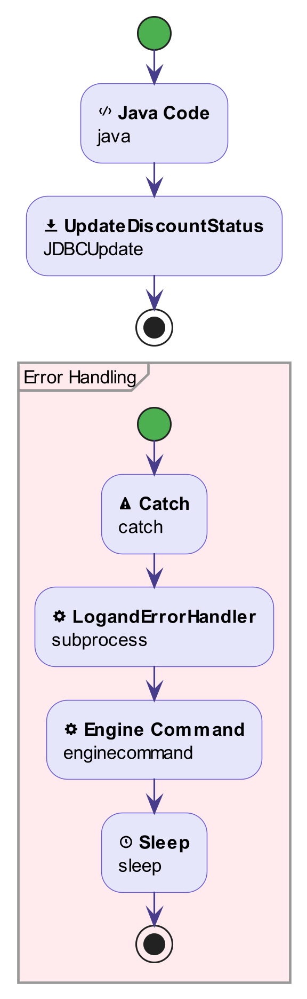 Java Code
java
UpdateDiscountStatus
JDBCUpdate
Error Handling
Catch
catch
LogandErrorHandler
subprocess
Engine Command
enginecommand
Sleep
sleep